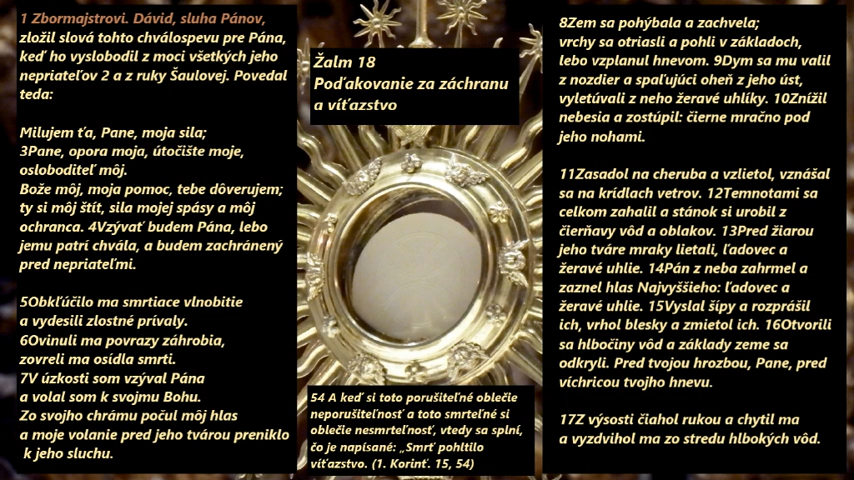 1 Zbormajstrovi. Dávid, sluha Pánov,
zložil slová tohto chválospevu pre Pána,
keď ho vyslobodil z moci všetkých jeho
nepriateľov 2 a z ruky Šaulovej. Povedal
teda:
Milujem ťa, Pane, moja sila;
3Pane, opora moja, útočište moje,
osloboditeľ môj.
Bože môj, moja pomoc, tebe dôverujem;
ty si môj štít, sila mojej spásy a môj
ochranca. 4Vzývať budem Pána, lebo
jemu patrí chvála, a budem zachránený
pred nepriateľmi.
5Obkľúčilo ma smrtiace vlnobitie
a vydesili zlostné prívaly.
6Ovinuli ma povrazy záhrobia,
zovreli ma osídla smrti.
7V úzkosti som vzýval Pána
a volal som k svojmu Bohu.
Zo svojho chrámu počul môj hlas
a moje volanie pred jeho tvárou preniklo
k jeho sluchu.
Žalm 18
Poďakovanie za záchranu
a víťazstvo
54 A keď si toto porušiteľné oblečie
neporušiteľnosť a toto smrteľné si
oblečie nesmrteľnosť, vtedy sa splní,
čo je napísané: „Smrť pohltilo
víťazstvo. (1. Korinť. 15, 54)
8Zem sa pohýbala a zachvela;
vrchy sa otriasli a pohli v základoch,
lebo vzplanul hnevom. 9Dym sa mu valil
z nozdier a spaľujúci oheň z jeho úst,
vyletúvali z neho žeravé uhlíky. 10Znížil
nebesia a zostúpil: čierne mračno pod
jeho nohami.
11Zasadol na cheruba a vzlietol, vznášal
sa na krídlach vetrov. 12Temnotami sa
celkom zahalil a stánok si urobil z
čierňavy vôd a oblakov. 13Pred žiarou
jeho tváre mraky lietali, ľadovec a
žeravé uhlie. 14Pán z neba zahrmel a
zaznel hlas Najvyššieho: ľadovec a
žeravé uhlie. 15Vyslal šípy a rozprášil
ich, vrhol blesky a zmietol ich. 16Otvorili
sa hlbočiny vôd a základy zeme sa
odkryli. Pred tvojou hrozbou, Pane, pred
víchricou tvojho hnevu.
17Z výsosti čiahol rukou a chytil ma
a vyzdvihol ma zo stredu hlbokých vôd.